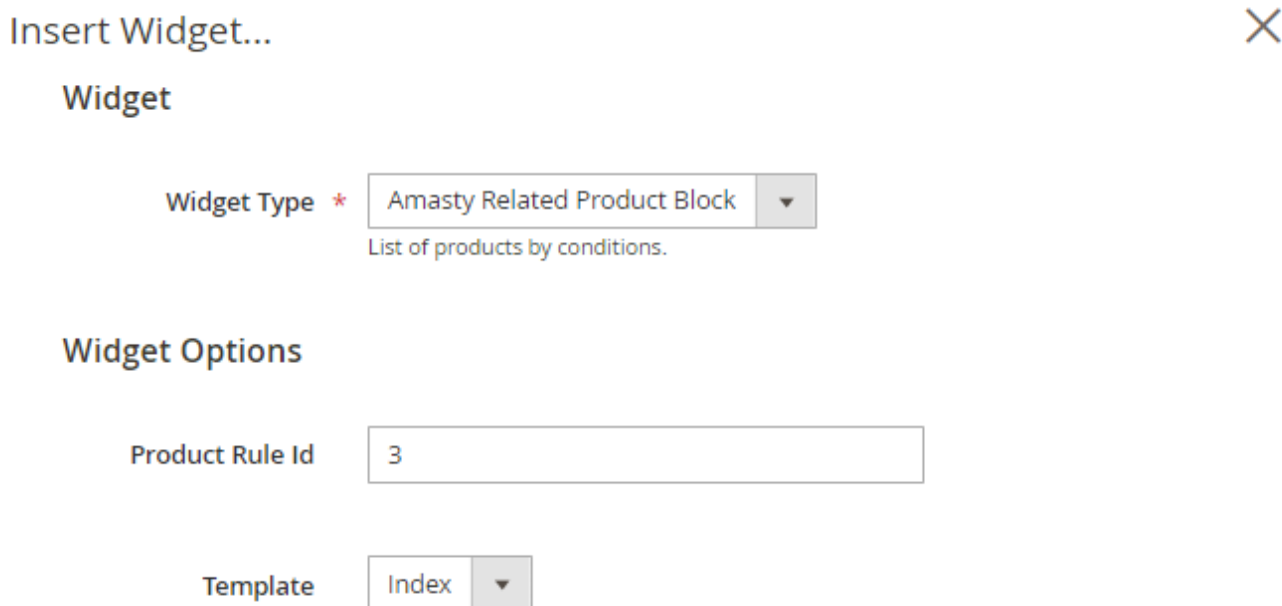 Insert Widget...
Widget
Widget Type * Amasty Related Product Block
List of products by conditions.
Widget Options
Product Rule Id 3
Template Index